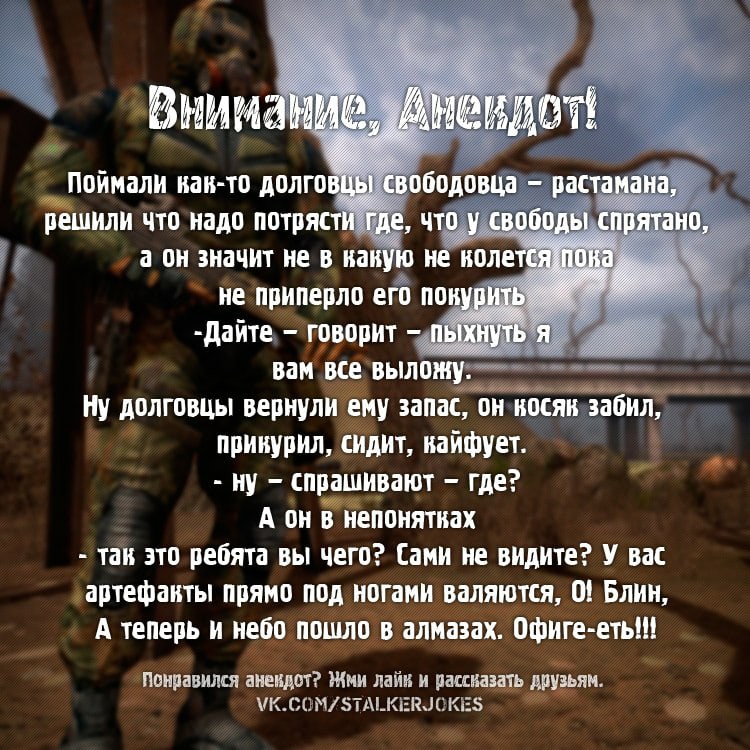 Внимание, Анекдот!
Поймали как-то долговцы свободовца – растамана,
решили что надо потрясти где, что у свободы спрятано,
а он значит не в какую не колется пока
не приперло его покурить
-Дайте – говорит – пыхнуть я
вам все выложу.
Ну долговцы вернули ему запас, он косяк забил,
прикурил, сидит, кайфует.
- ну – спрашивают – где?
А он в непонятках
- так это ребята вы чего? Сами не видите? У вас
артефакты прямо под ногами валяются, О! Блин,
А теперь и небо пошло в алмазах. Офиге-еть!!!
Понравился анекдот? Жми лайк и рассказать друзьям.
VK.COM/STALKERJOKES